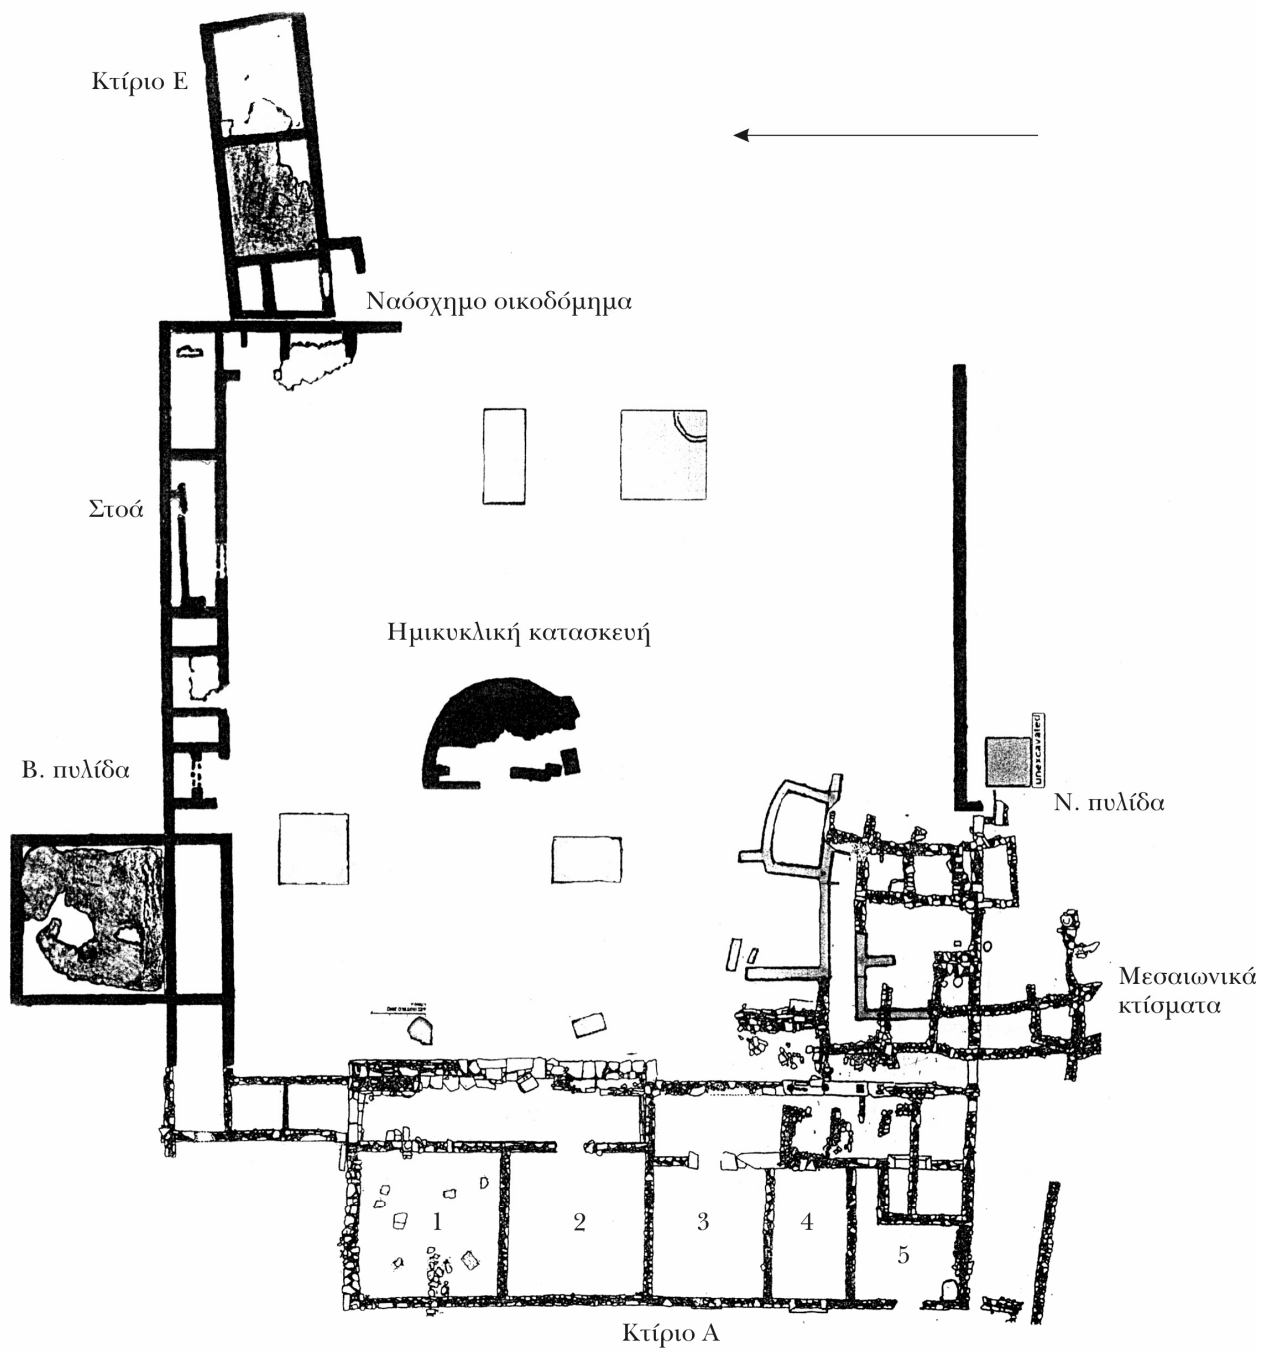 Κτίριο Ε
Ναόσχημο οικοδόμημα
Στοά
Ημικυκλική κατασκευή
unexcavated
Β. πυλίδα
Ν. πυλίδα
Μεσαιωνικά
κτίσματα
1
2
3
4
5
Κτίριο Α